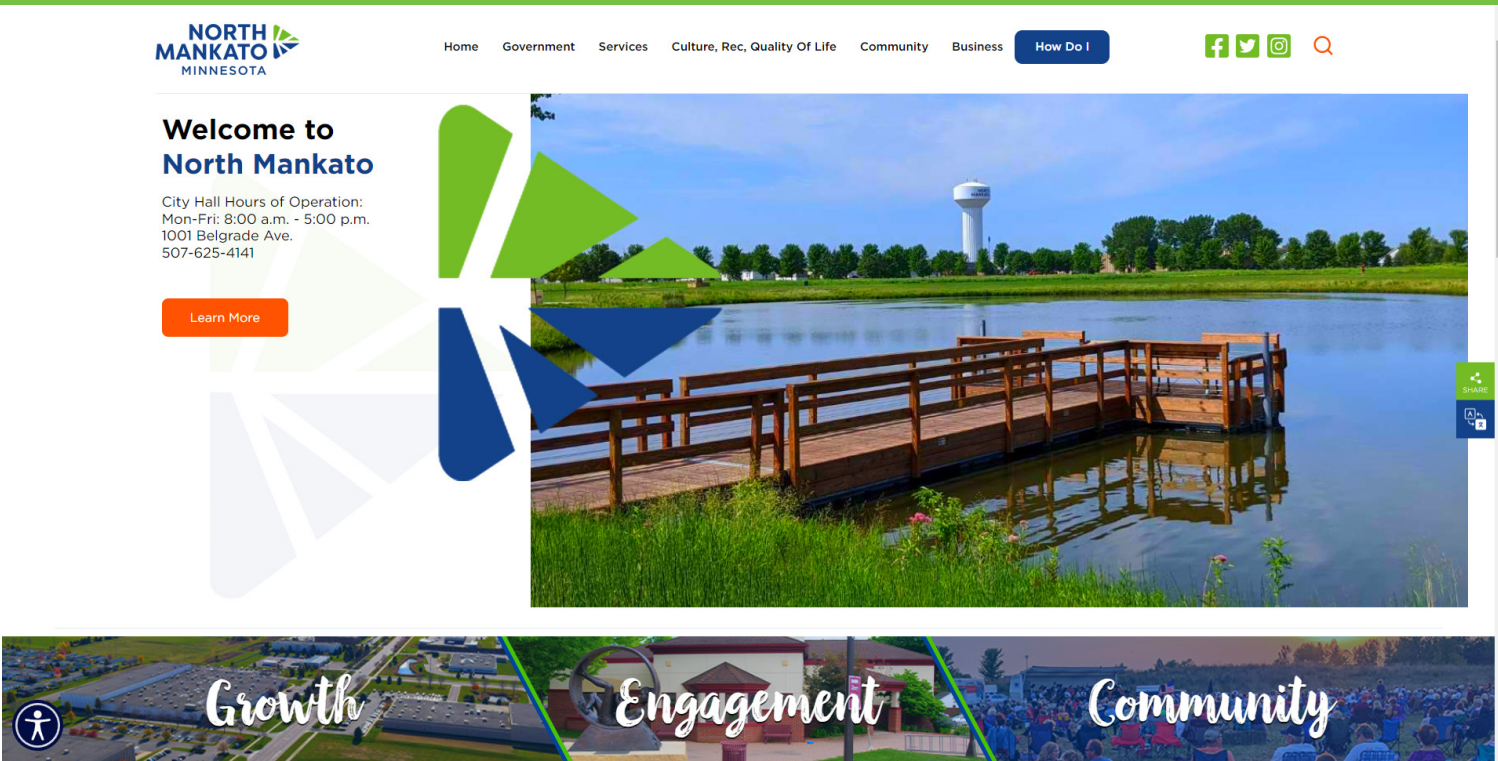 NORTH
MANKATO
MINNESOTA
Home Government Services Culture, Rec, Quality Of Life Community Business How Do I
Welcome to
North Mankato
City Hall Hours of Operation:
Mon-Fri: 8:00 a.m. - 5:00 p.m.
1001 Belgrade Ave.
507-625-4141
Learn More
SHARE
Growth Engagement Community